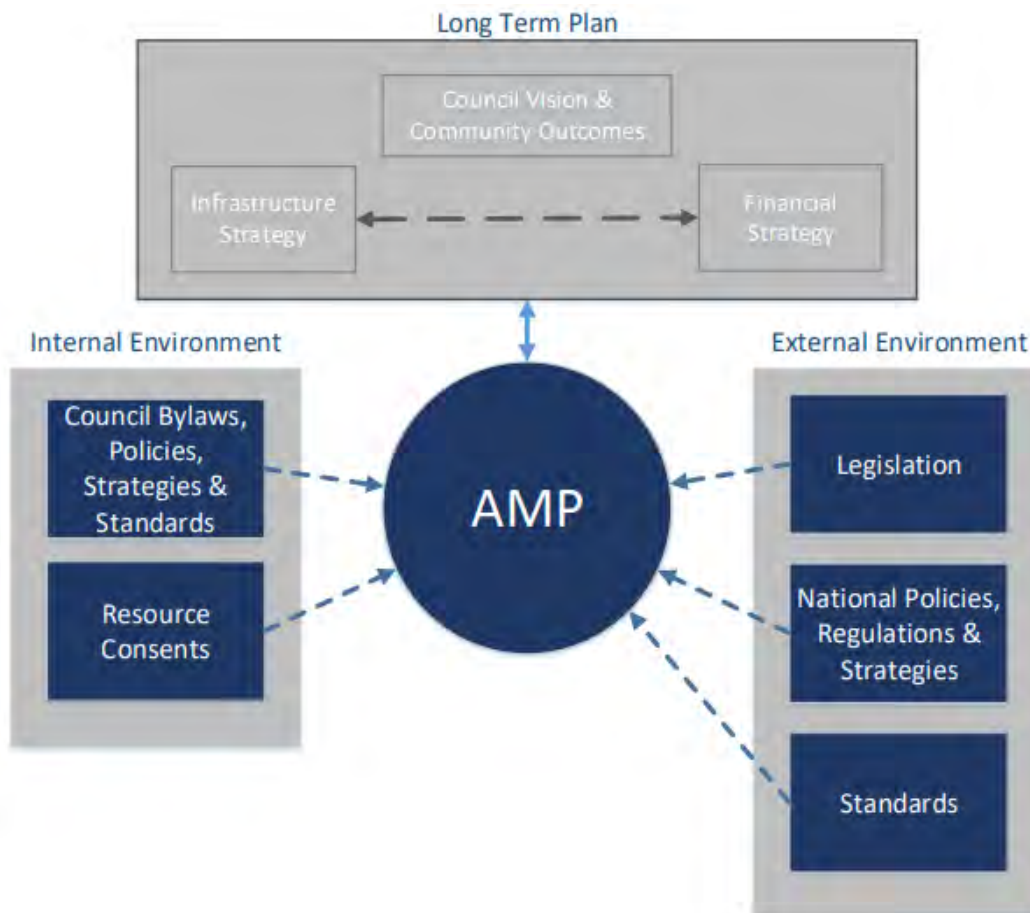 Long Term Plan
Council Vision &
Community Outcomes
Infrastructure
Strategy
Financial
Strategy
Internal Environment
Council Bylaws,
Policies,
Strategies &
Standards
Resource
Consents
AMP
External Environment
Legislation
National Policies,
Regulations &
Strategies
Standards